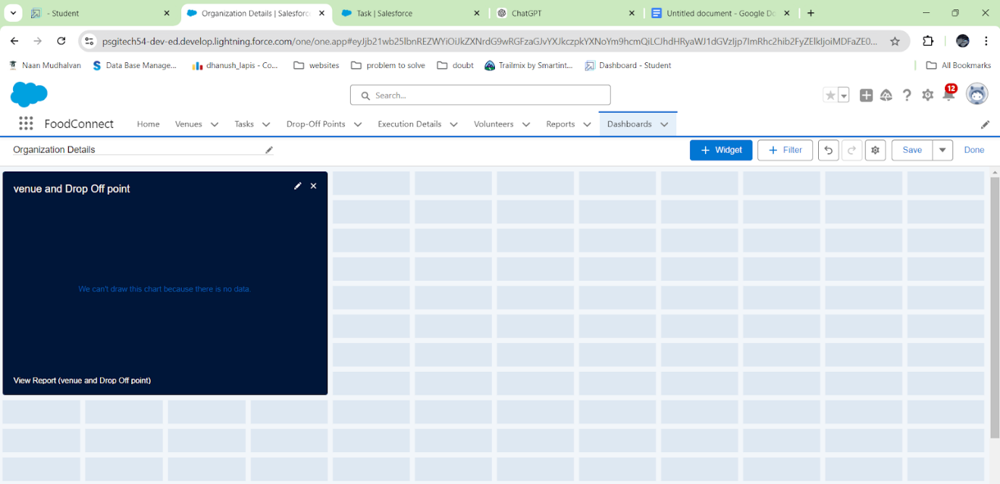 - Student
Organization Details | Salesforce
Task | Salesforce
ChatGPT
Untitled document - Google Do
psgitech54-dev-ed.develop.lightning.force.com/one/one.app#eyJjb21wb25lbnREZWYiOiJkZXNrdG9wRGFzaGJvYXJkczpkYXNoYm9hcmQiLCJhdHRyaWJ1dGVzIjp7ImRhc2hib2FyZElkIjoiMDFaZE0...
Naan Mudhalvan
Data Base Manage...
dhanush_lapis - Co...
websites
problem to solve
doubt
Trailmix by Smartint...
Dashboard - Student
All Bookmarks
Search...
12
FoodConnect
Home
Venues
Tasks
Drop-Off Points
Execution Details
Volunteers
Reports
Dashboards
Organization Details
+ Widget
+ Filter
Save
Done
venue and Drop Off point
We can't draw this chart because there is no data.
View Report (venue and Drop Off point)